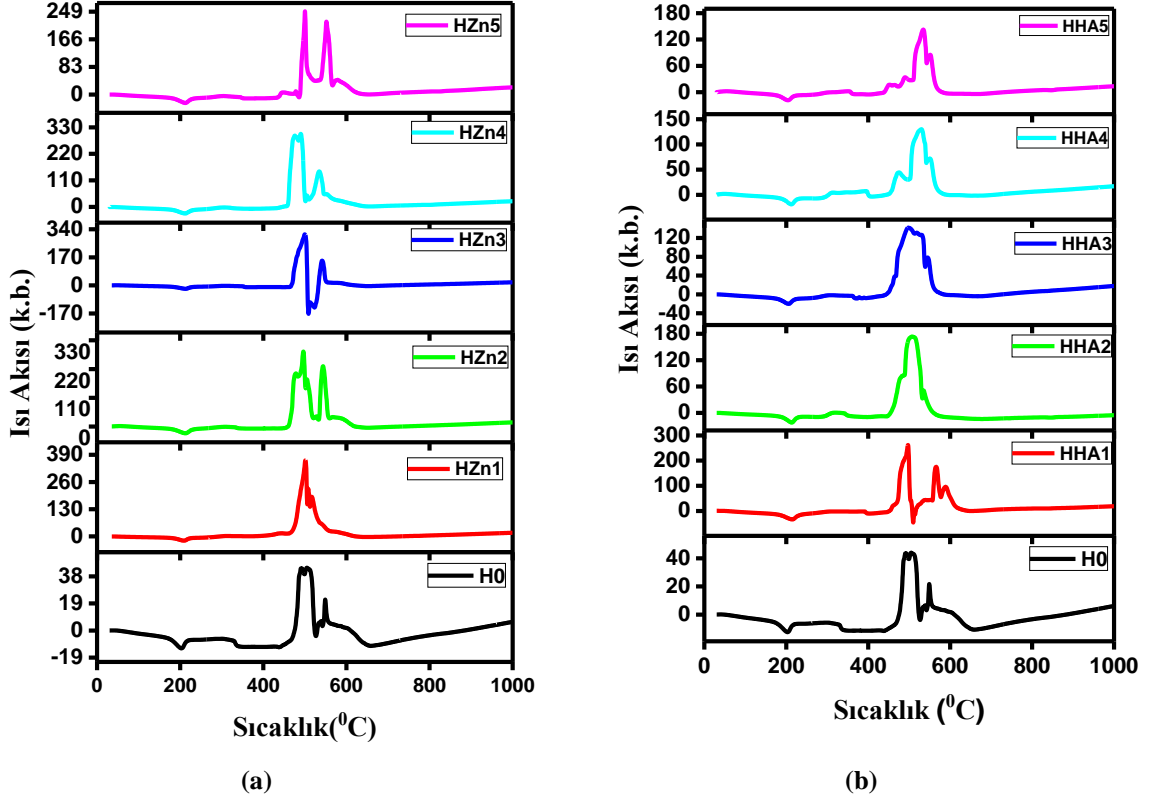 249
166
83
0
HZn5
330
220
110
0
HZn4
340
170
0
-170
HZn3
330
220
110
0
HZn2
390
260
130
0
HZn1
38
19
0
-19
H0
0 200 400 600 800 1000
Isı Akısı (k.b.)
Sıcaklık(⁰C)
(a)
180
120
60
0
HHA5
150
100
50
0
HHA4
120
80
40
0
-40
HHA3
180
120
60
0
HHA2
300
200
100
0
HHA1
40
20
0
H0
0 200 400 600 800 1000
Isı Akısı (k.b.)
Sıcaklık (⁰C)
(b)